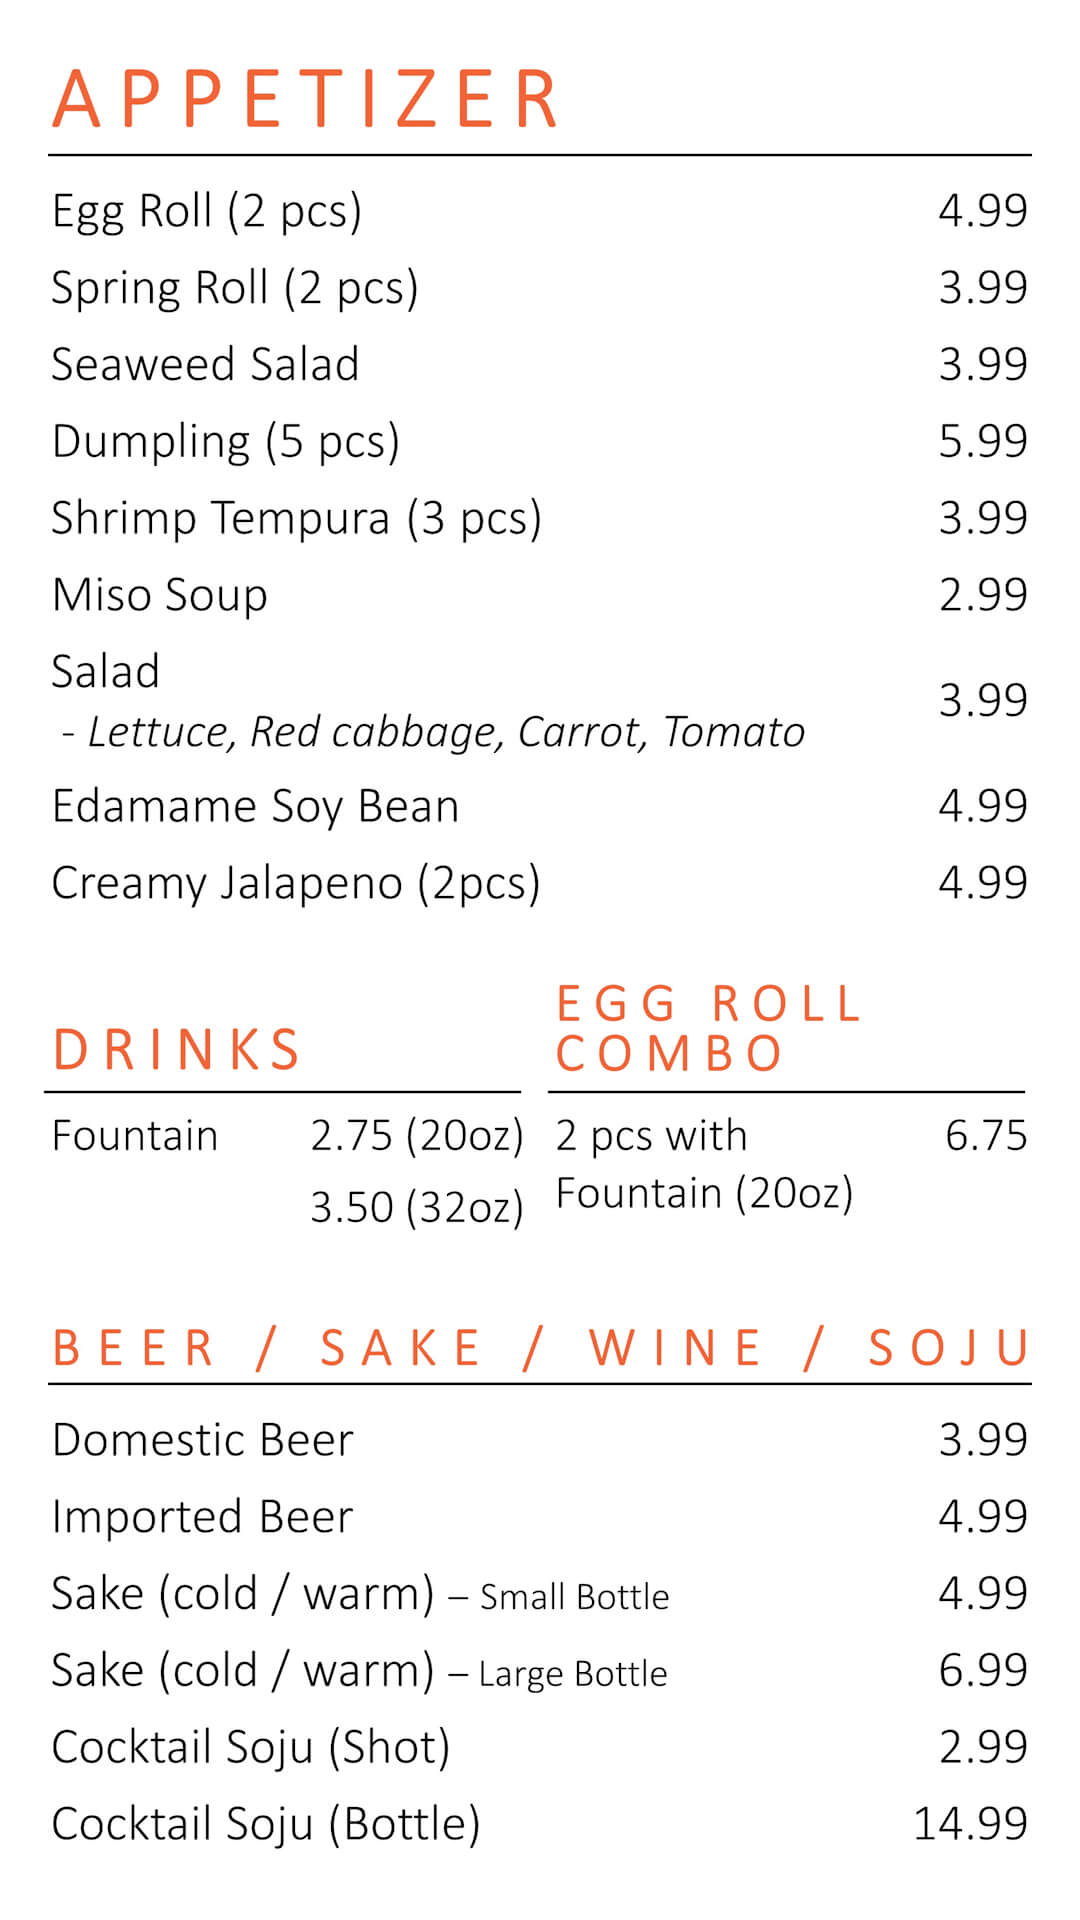 APPETIZER
Egg Roll (2 pcs) 4.99
Spring Roll (2 pcs) 3.99
Seaweed Salad 3.99
Dumpling (5 pcs) 5.99
Shrimp Tempura (3 pcs) 3.99
Miso Soup 2.99
Salad
- Lettuce, Red cabbage, Carrot, Tomato 3.99
Edamame Soy Bean 4.99
Creamy Jalapeno (2pcs) 4.99
DRINKS
Fountain 2.75 (20oz)
3.50 (32oz)
EGG ROLL
COMBO
2 pcs with 6.75
Fountain (20oz)
BEER / SAKE / WINE / SOJU
Domestic Beer 3.99
Imported Beer 4.99
Sake (cold / warm) – Small Bottle 4.99
Sake (cold / warm) – Large Bottle 6.99
Cocktail Soju (Shot) 2.99
Cocktail Soju (Bottle) 14.99